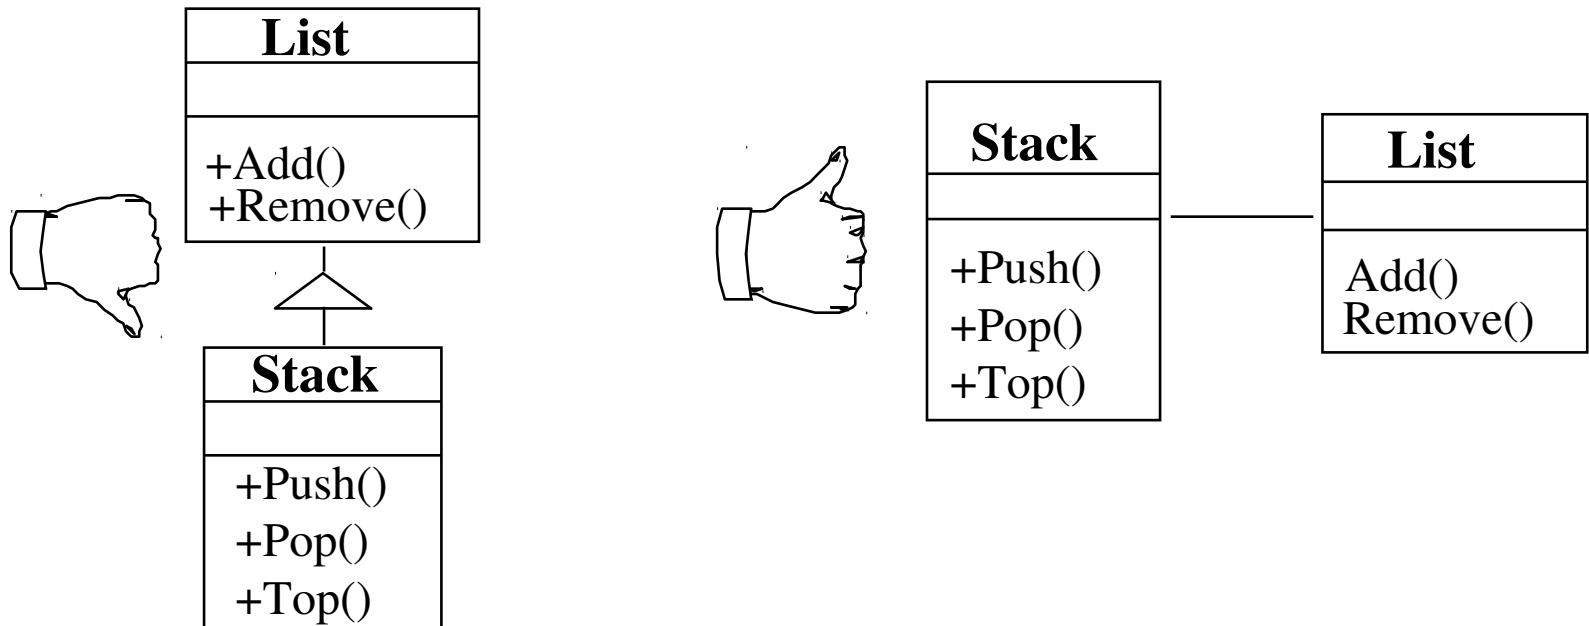 List
+Add()
+Remove()
Stack
+Push()
+Pop()
+Top()
Stack
+Push()
+Pop()
+Top()
List
Add()
Remove()